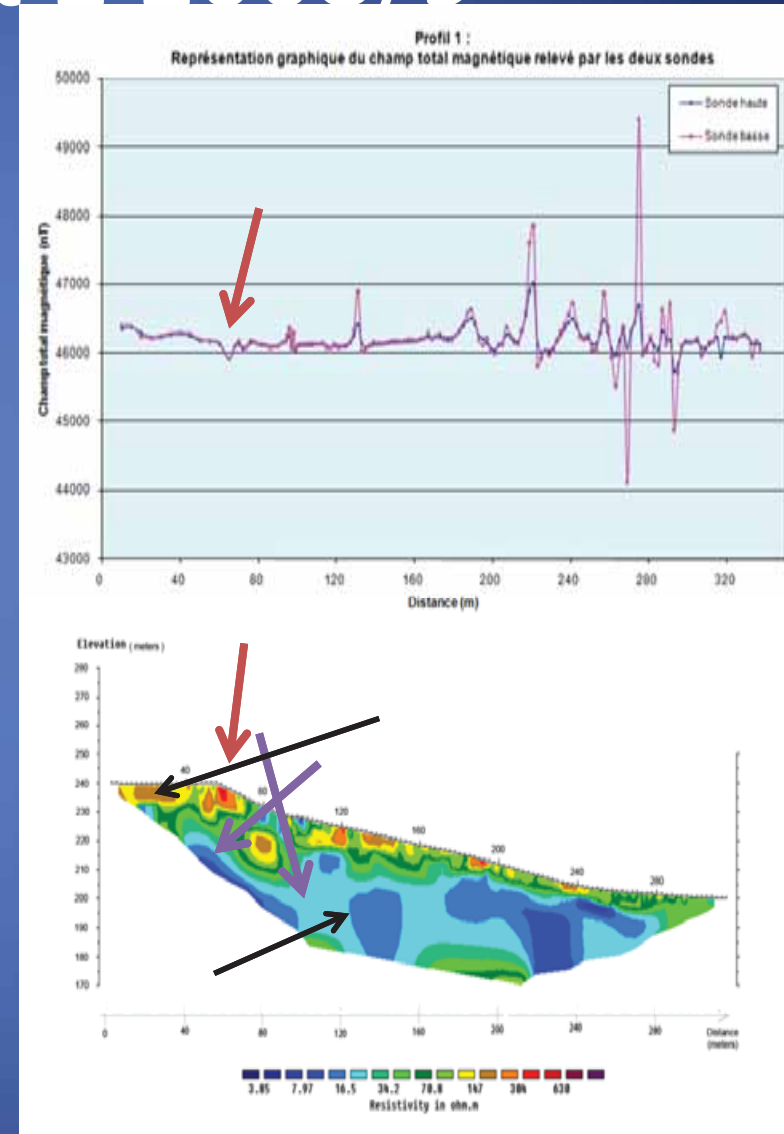 Profil 1 :
Représentation graphique du champ total magnétique relevé par les deux sondes
50000
49000
48000
47000
46000
45000
44000
43000
Champ total magnétique (nT)
Sonde haute
Sonde basse
0 40 80 120 160 200 240 280 320
Distance (m)
Elevation ( meters )
280
270
260
250
240
230
220
210
200
190
180
170
40
80
120
160
200
240
280
0 40 80 120 160 200 240 280
Distance
(meters)
3.85 7.97 16.5 34.2 70.8 147 304 630
Resistivity in ohm.m